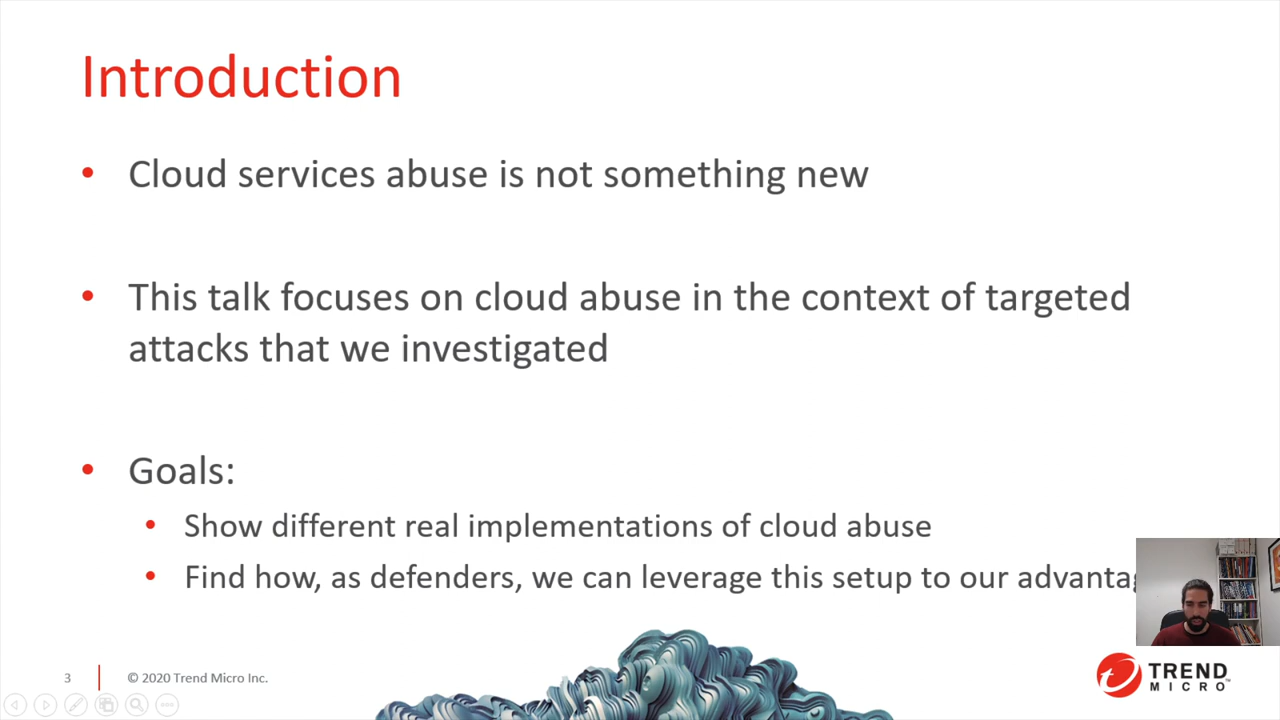 Introduction
• Cloud services abuse is not something new
• This talk focuses on cloud abuse in the context of targeted
attacks that we investigated
• Goals:
• Show different real implementations of cloud abuse
• Find how, as defenders, we can leverage this setup to our advanta
3
© 2020 Trend Micro Inc.
TREND
MICRO™